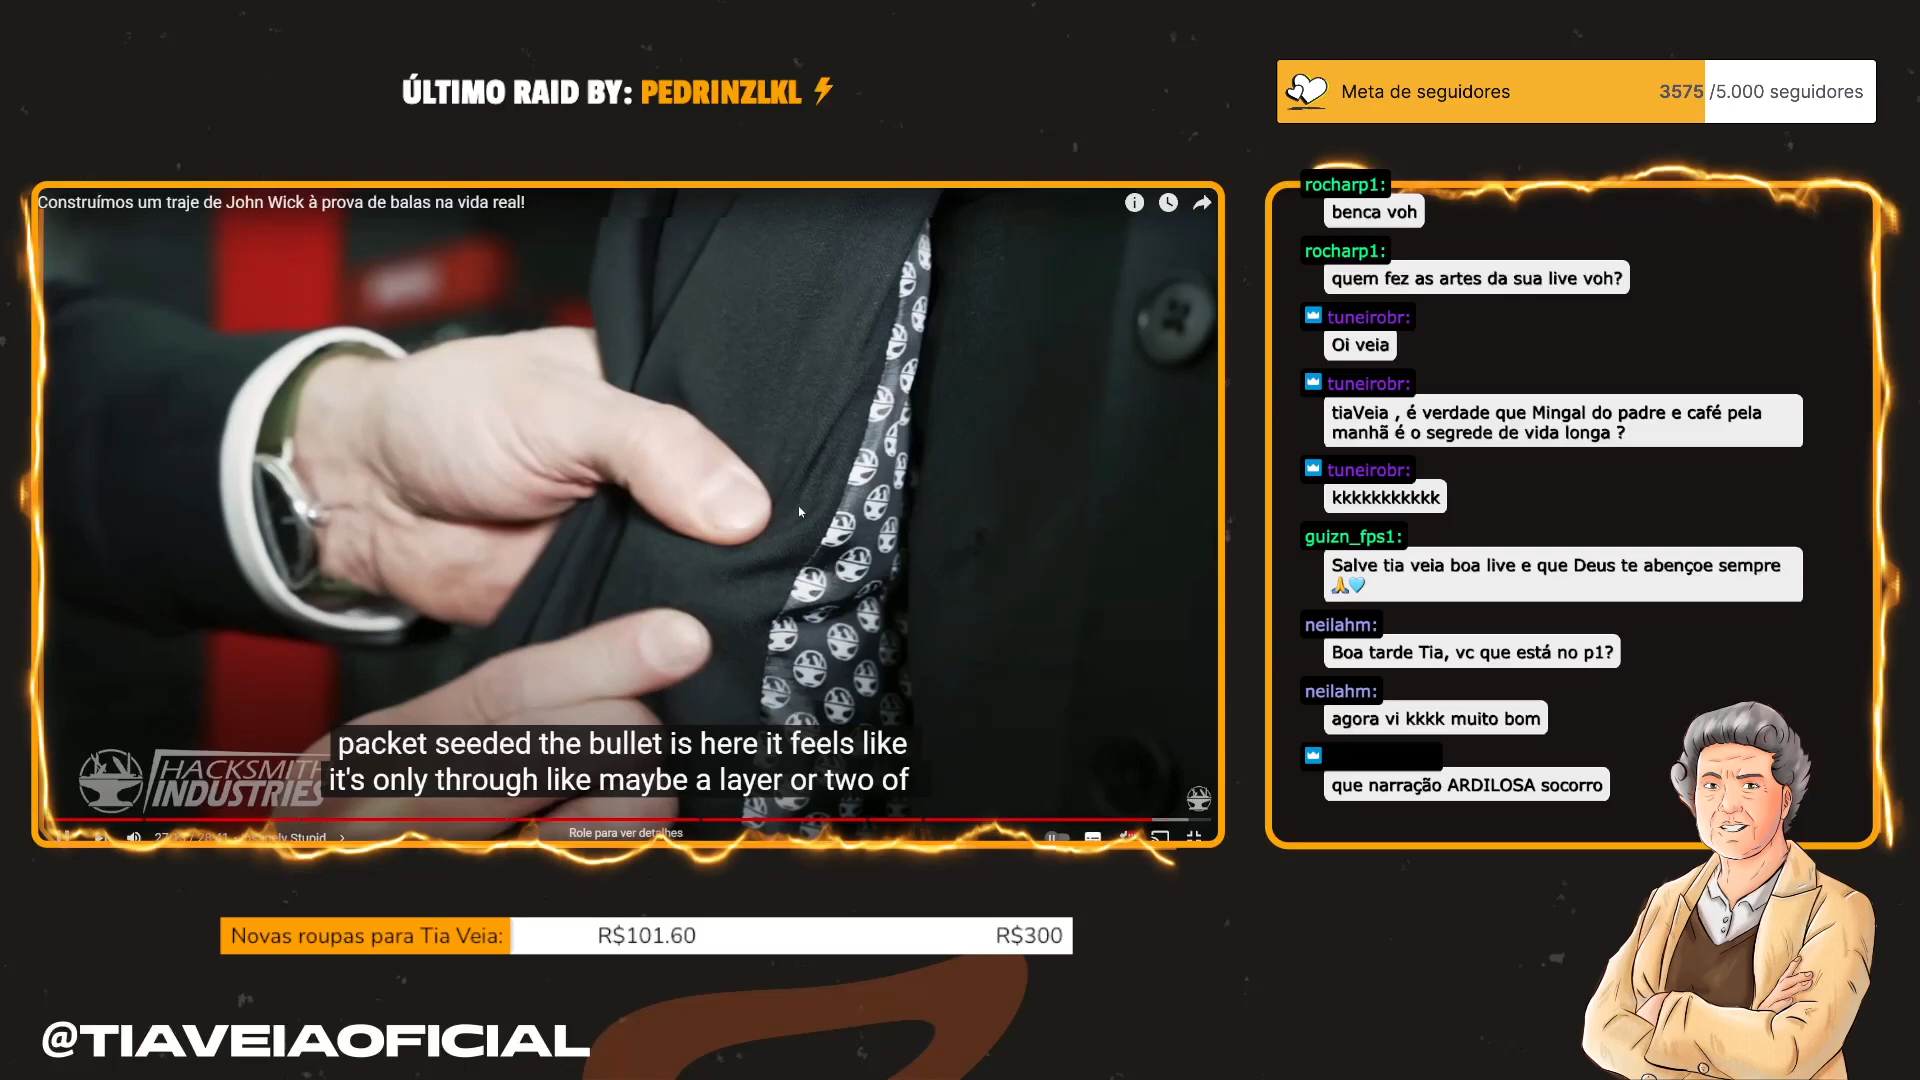 ÚLTIMO RAID BY: PEDRINZLKL
Meta de seguidores 3575 /5.000 seguidores
Construímos um traje de John Wick à prova de balas na vida real!
packet seeded the bullet is here it feels like
it's only through like maybe a layer or two of
HACKSMITH
INDUSTRIES
Role para ver detalhes
rocharp1:
benca voh
rocharp1:
quem fez as artes da sua live voh?
tuneirobr:
Oi veia
tuneirobr:
tiaVeia , é verdade que Mingal do padre e café pela
manhã é o segrede de vida longa ?
tuneirobr:
kkkkkkkkkkk
guizn_fps1:
Salve tia veia boa live e que Deus te abençoe sempre
🙏🩵
neilahm:
Boa tarde Tia, vc que está no p1?
neilahm:
agora vi kkkk muito bom
que narração ARDILOSA socorro
Novas roupas para Tia Veia: R$101.60 R$300
@TIAVEIAOFICIAL